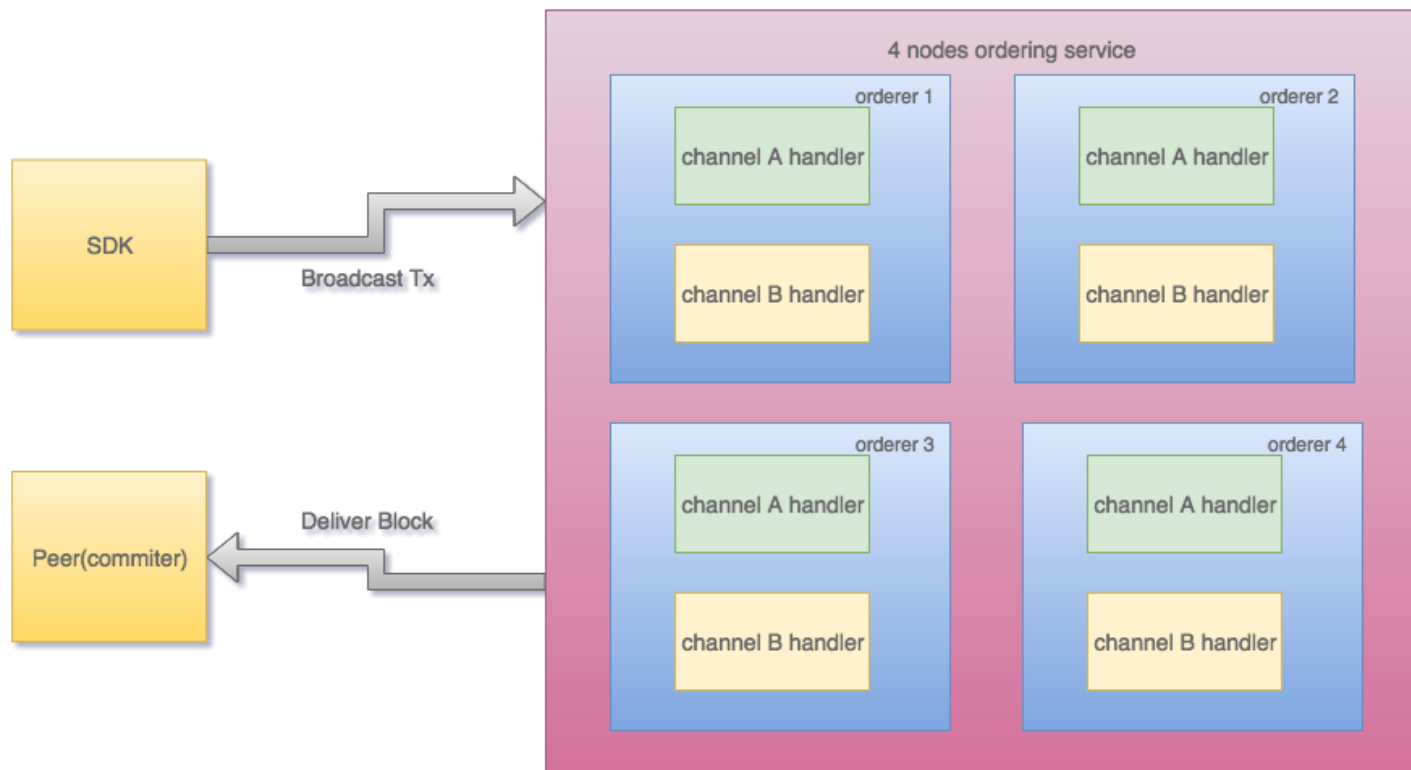 4 nodes ordering service
orderer 1
channel A handler
channel B handler
orderer 2
channel A handler
channel B handler
SDK
Broadcast Tx
orderer 3
channel A handler
channel B handler
orderer 4
channel A handler
channel B handler
Deliver Block
Peer(commiter)